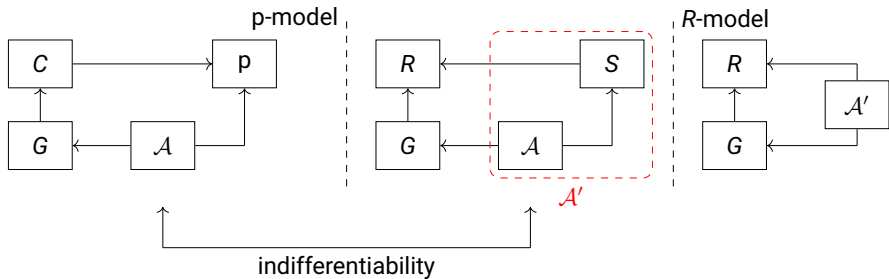 p-model
R-model
C
p
R
S
R
G
𝒜
G
𝒜
𝒜′
G
𝒜′
indifferentiability